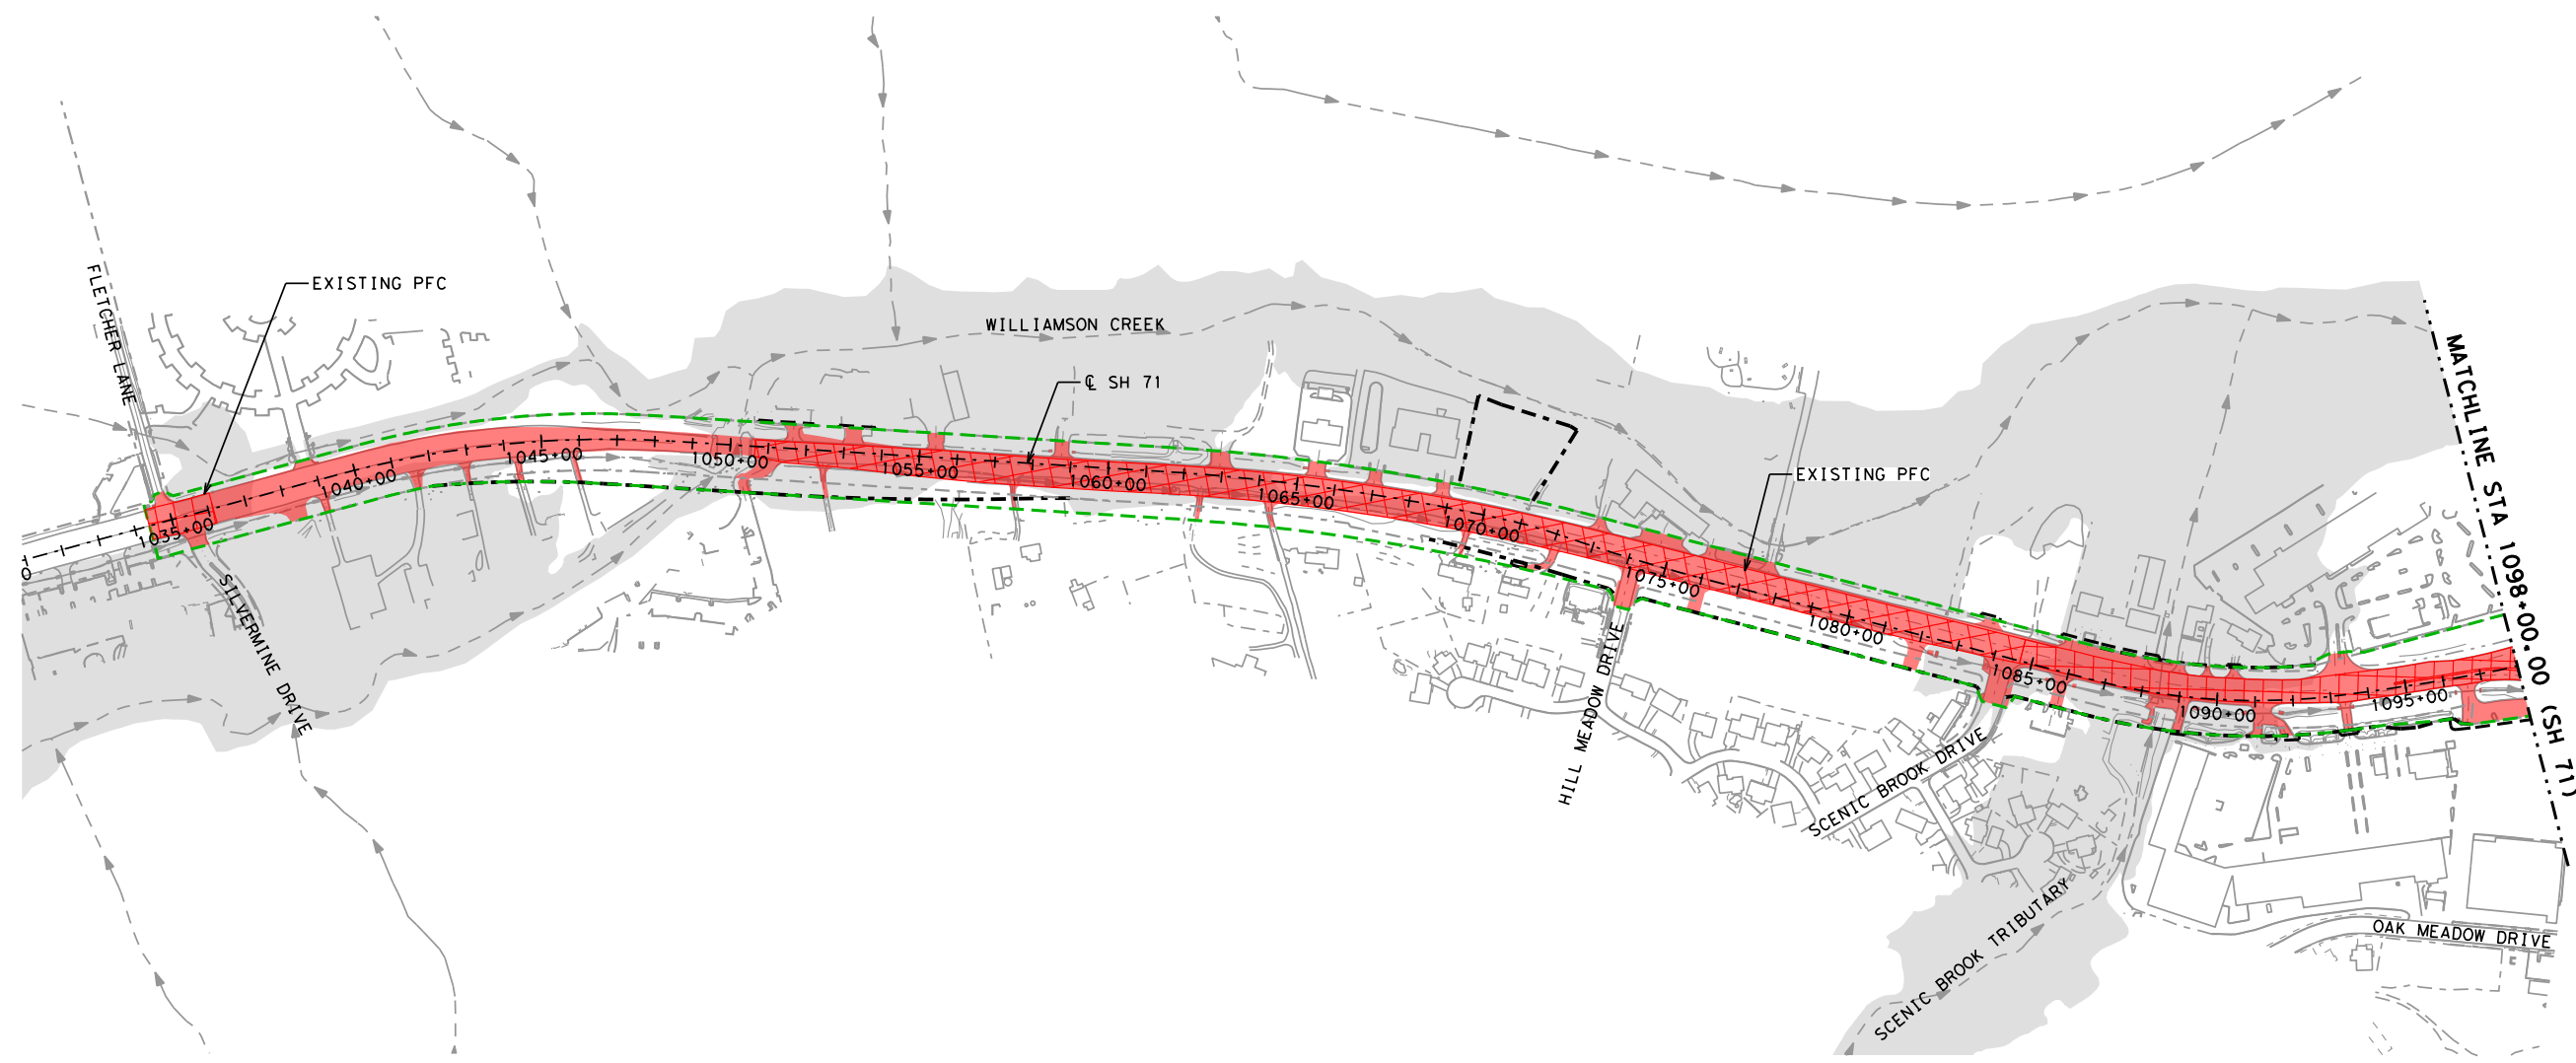 EXISTING PFC
FLETCHER LANE
WILLIAMSON CREEK
℄ SH 71
MATCHLINE STA 1098+00.00 (SH 71)
1035+00
1040+00
1045+00
1050+00
1055+00
1060+00
1065+00
1070+00
1075+00
1080+00
1085+00
1090+00
1095+00
EXISTING PFC
0
SILVERMINE DRIVE
HILL MEADOW DRIVE
SCENIC BROOK DRIVE
SCENIC BROOK TRIBUTARY
OAK MEADOW DRIVE